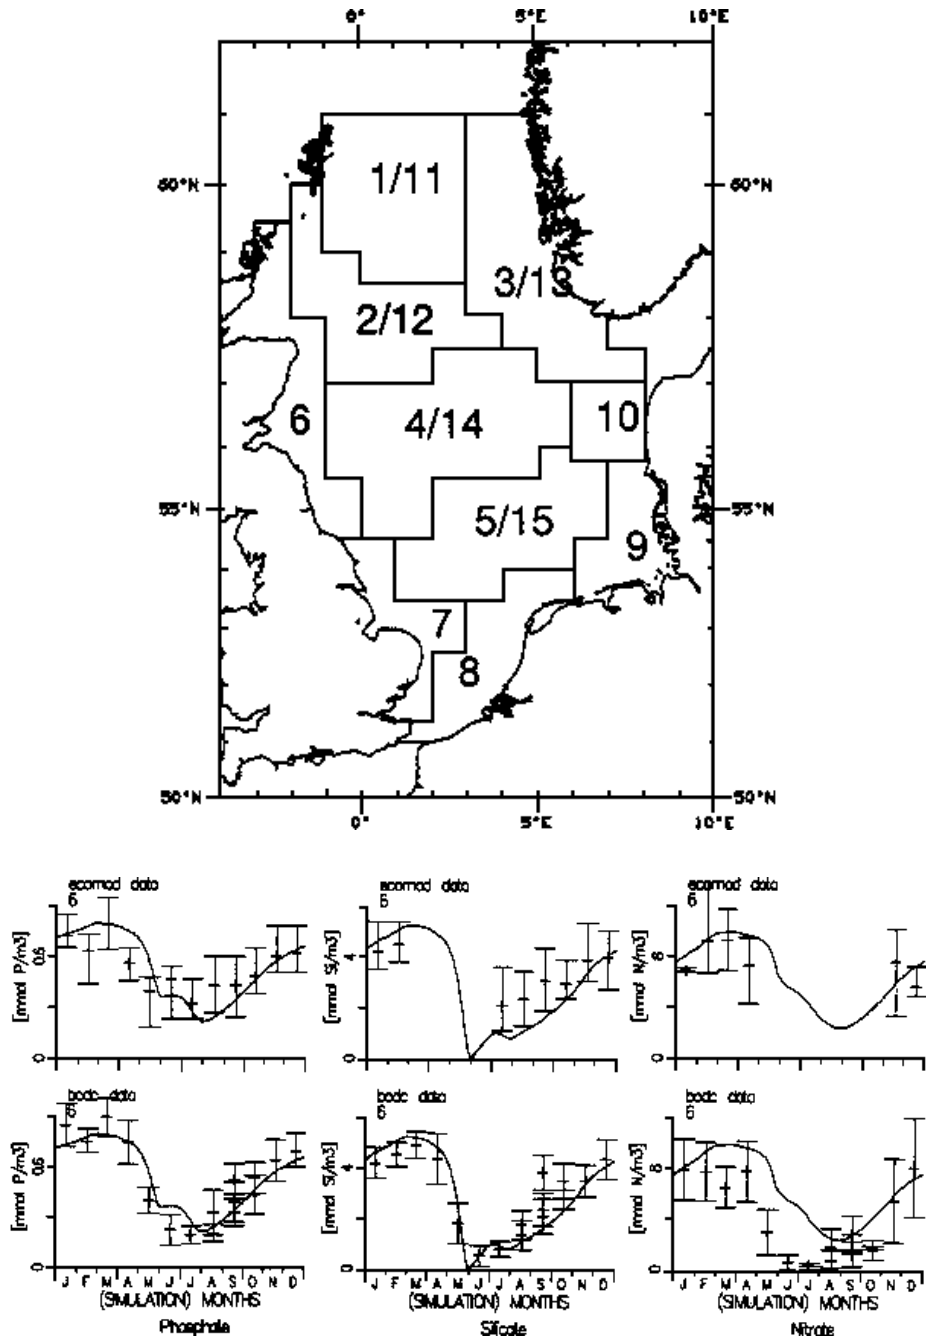 0° 5°E 10°E
1/11
60°N 60°N
3/13
2/12
6 4/14 10
55°N 55°N
5/15
9
7
8
50°N 50°N
0° 5°E 10°E
ecomod data ecomod data ecomod data
6 6 6
[mmol P/m3] [mmol Si/m3] [mmol N/m3]
0.6 4 8
0 0 0
bodc data bodc data bodc data
6 6 6
[mmol P/m3] [mmol Si/m3] [mmol N/m3]
0.6 4 8
0 0 0
J F M A M J J A S O N D J F M A M J J A S O N D J F M A M J J A S O N D
(SIMULATION) MONTHS (SIMULATION) MONTHS (SIMULATION) MONTHS
Phosphate Silicate Nitrate